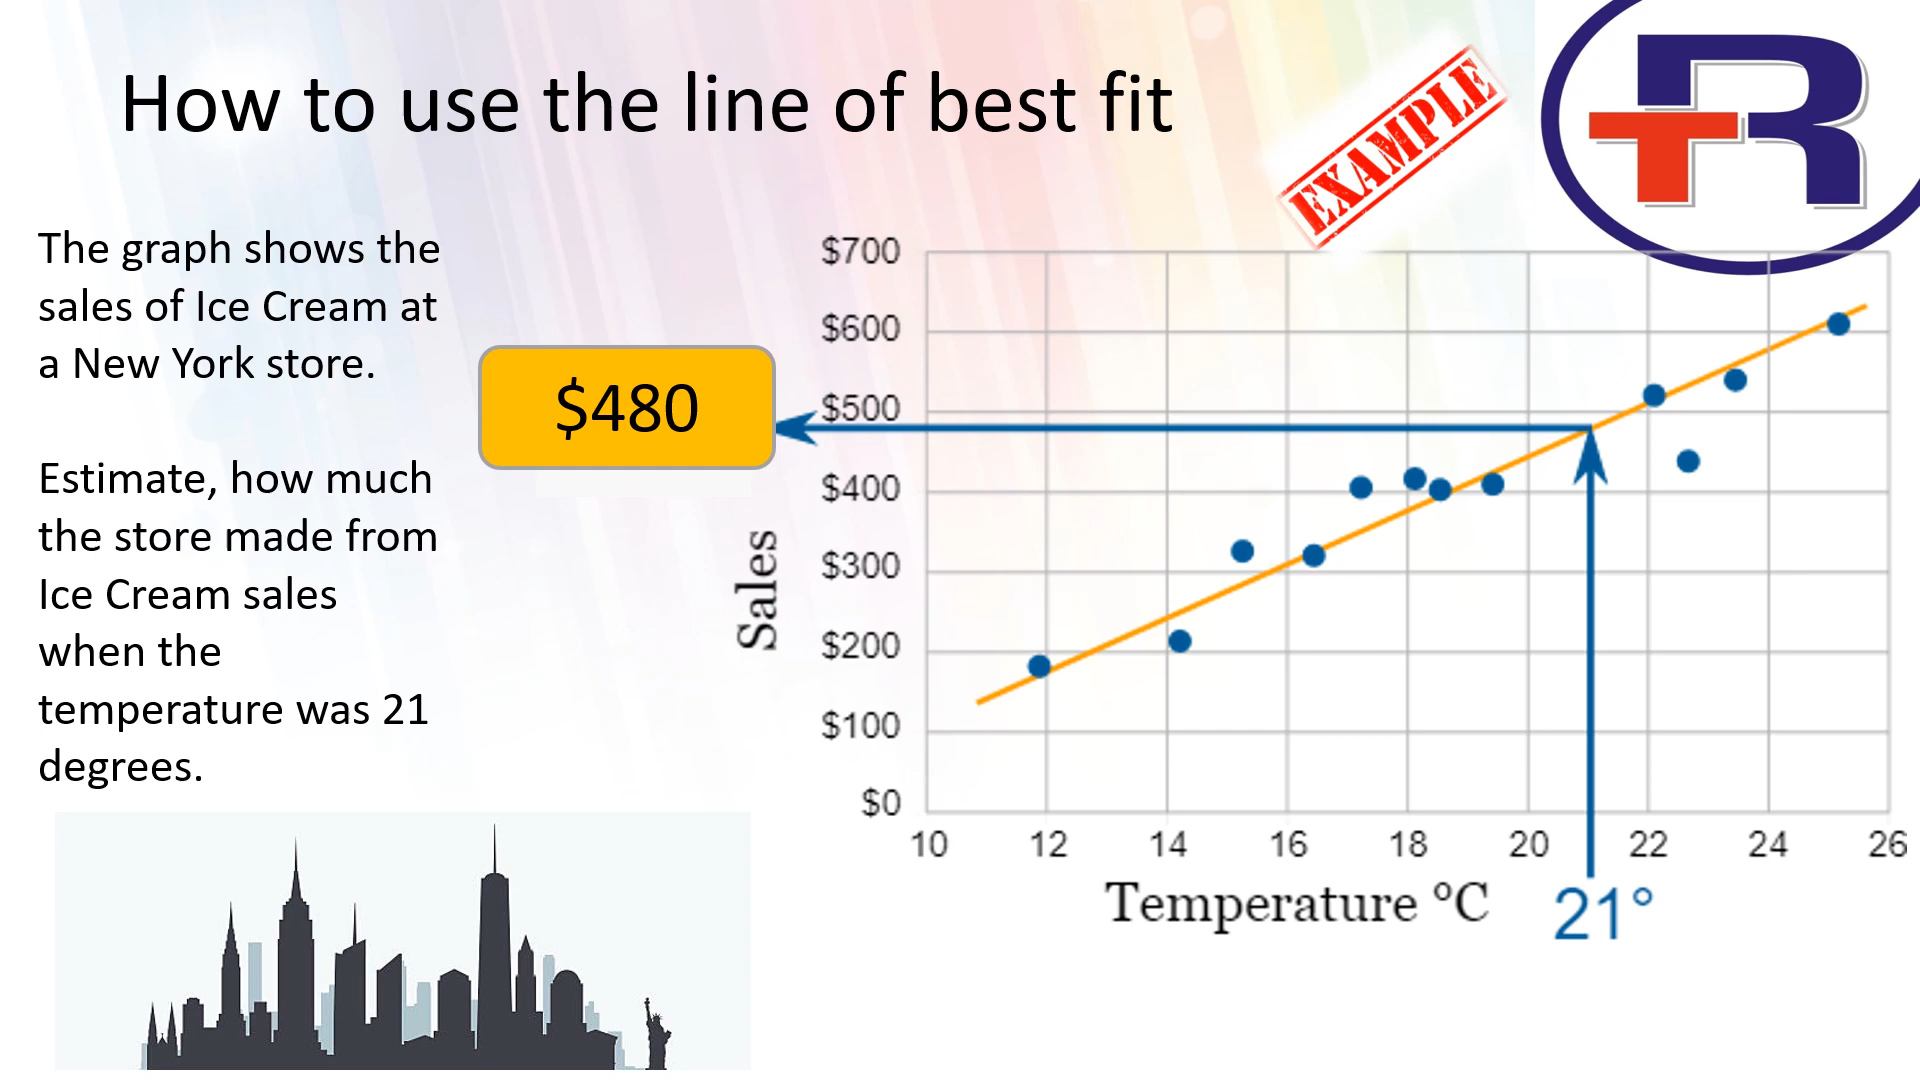 How to use the line of best fit
EXAMPLE
TR
The graph shows the
sales of Ice Cream at
a New York store.
Estimate, how much
the store made from
Ice Cream sales
when the
temperature was 21
degrees.
$480
Sales
$700
$600
$500
$400
$300
$200
$100
$0
10 12 14 16 18 20 22 24 26
Temperature °C
21°